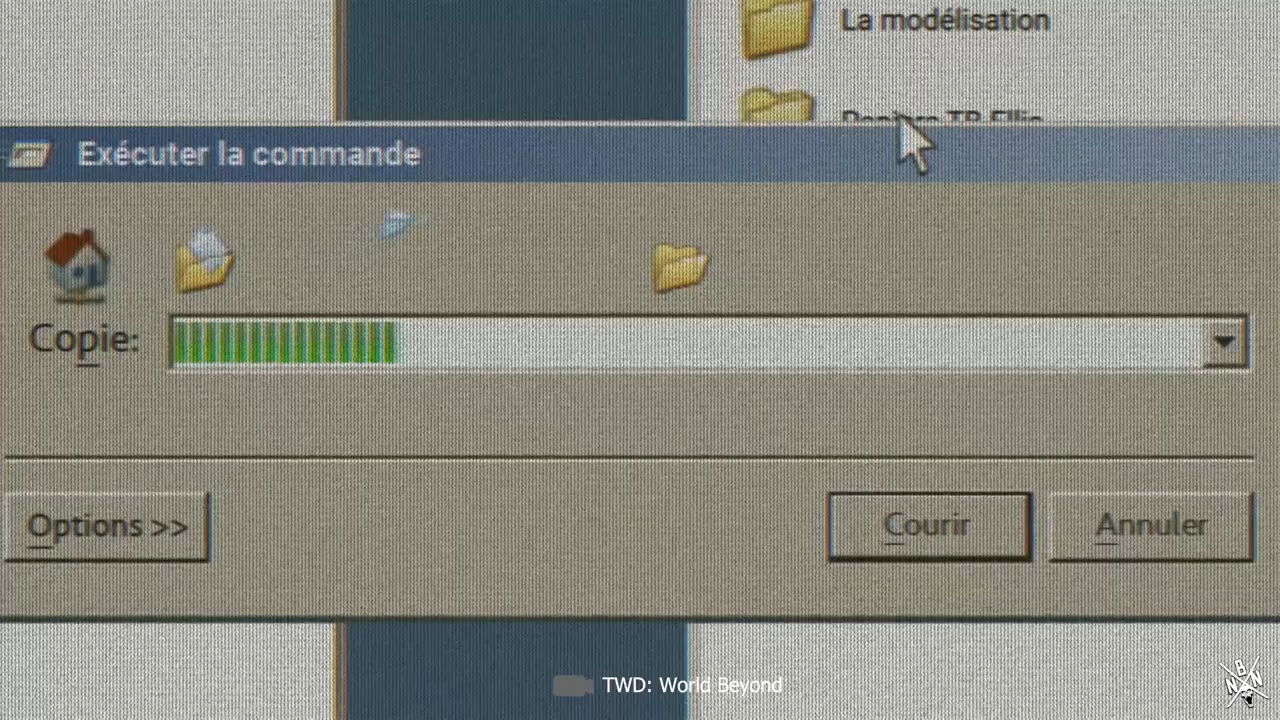 La modélisation
Exécuter la commande
Copie:
Options >>
Courir
Annuler
TWD: World Beyond